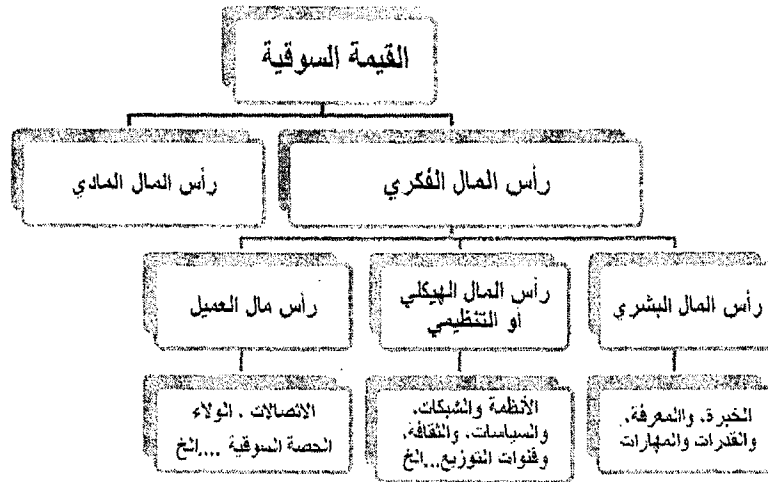 القيمة السوقية
رأس المال الفكري
رأس المال المادي
رأس المال البشري
رأس المال الهيكلي
أو التنظيمي
رأس مال العميل
الخبرة، والمعرفة،
والقدرات والمهارات
الأنظمة والشبكات،
والسياسات، والثقافة،
وقنوات التوزيع...الخ
الاتصالات ، الولاء
الحصة السوقية ....الخ